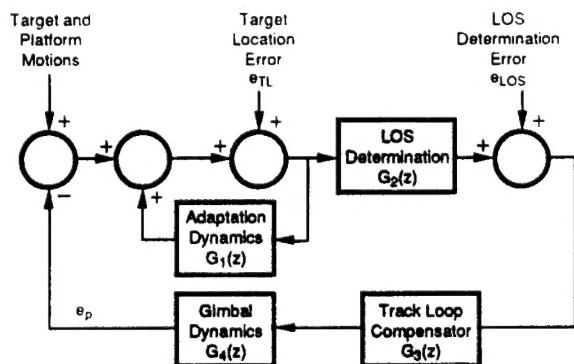 Target and
Platform
Motions
Target
Location
Error
e_TL
LOS
Determination
Error
e_LOS
+
+
+
+
+
+
−
+
LOS
Determination
G₂(z)
Adaptation
Dynamics
G₁(z)
e_p
Gimbal
Dynamics
G₄(z)
Track Loop
Compensator
G₃(z)